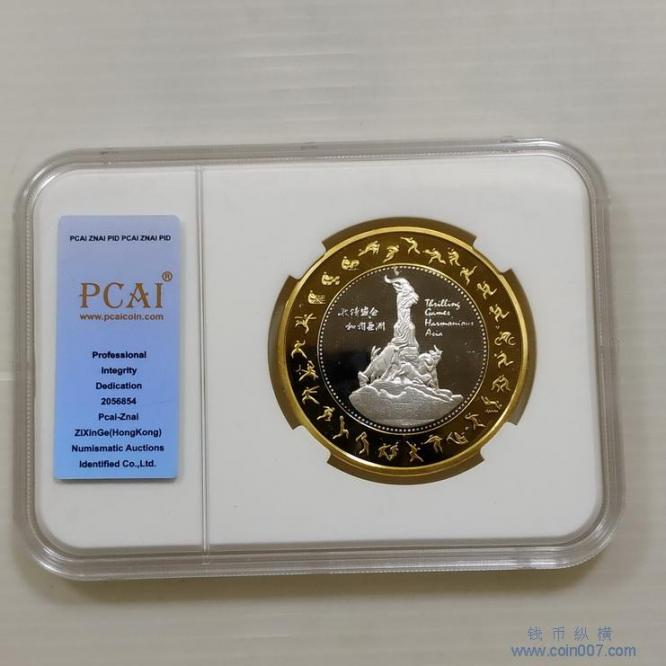 PCAI ZNAI PID PCAI ZNAI PID
PCAI®
www.pcaicoin.com
Professional
Integrity
Dedication
2056854
Pcai-Znai
ZiXinGe(HongKong)
Numismatic Auctions
Identified Co.,Ltd.
激情盛会
和谐亚洲
Thrilling
Games
Harmonious
Asia
钱币纵横
www.coin007.com